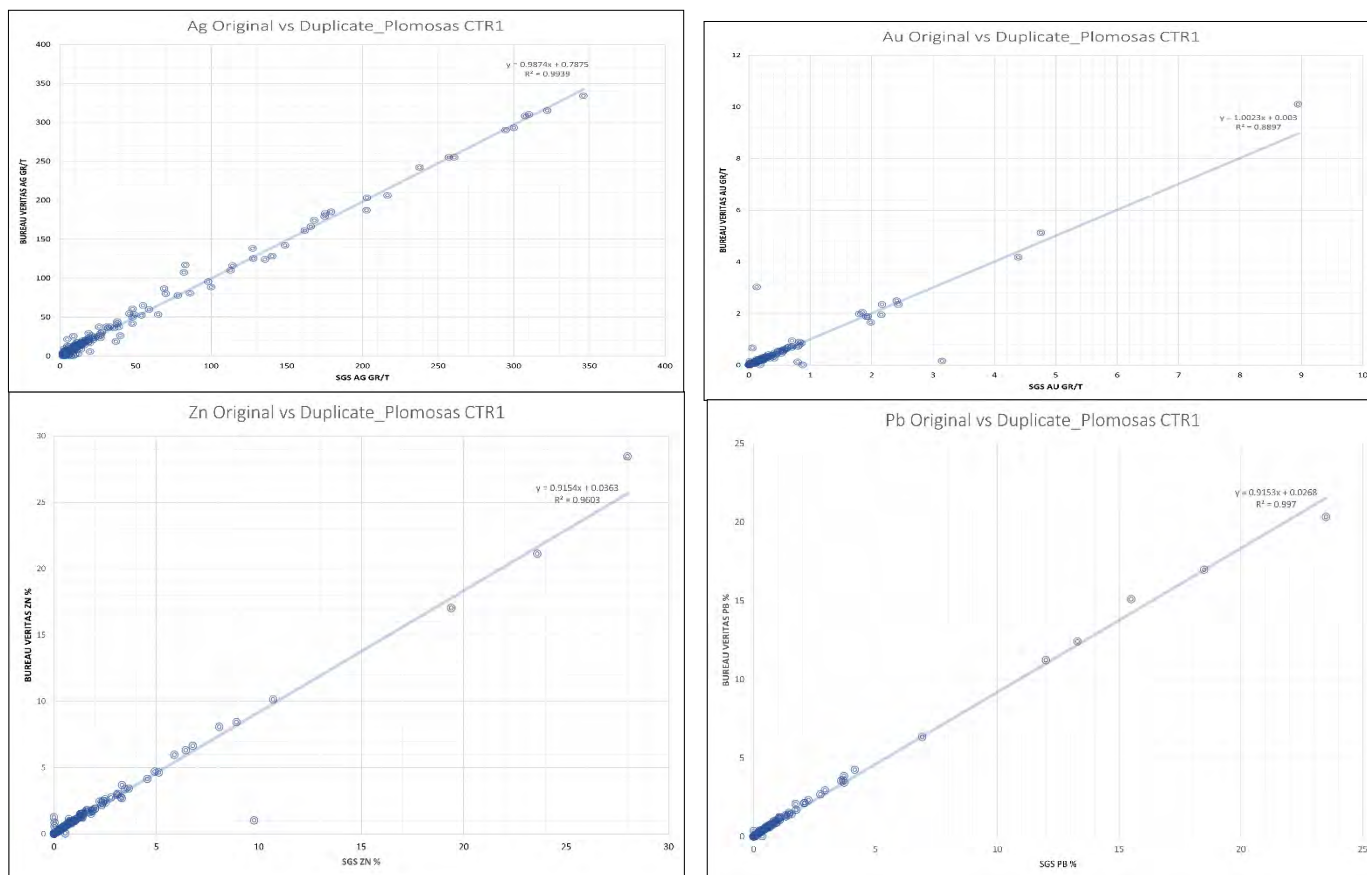 Ag Original vs Duplicate_Plomosas CTR1
400
350
300
250
200
150
100
50
0
BUREAU VERITAS AG GR/T
y = 0.9874x + 0.7875
R² = 0.9939
0 50 100 150 200 250 300 350 400
SGS AG GR/T
Au Original vs Duplicate_Plomosas CTR1
12
10
8
6
4
2
0
BUREAU VERITAS AU GR/T
y = 1.0023x + 0.003
R² = 0.8897
0 1 2 3 4 5 6 7 8 9 10
SGS AU GR/T
Zn Original vs Duplicate_Plomosas CTR1
30
25
20
15
10
5
0
BUREAU VERITAS ZN %
y = 0.9154x + 0.0363
R² = 0.9603
0 5 10 15 20 25 30
SGS ZN %
Pb Original vs Duplicate_Plomosas CTR1
25
20
15
10
5
0
BUREAU VERITAS PB %
y = 0.9153x + 0.0268
R² = 0.997
0 5 10 15 20 25
SGS PB %